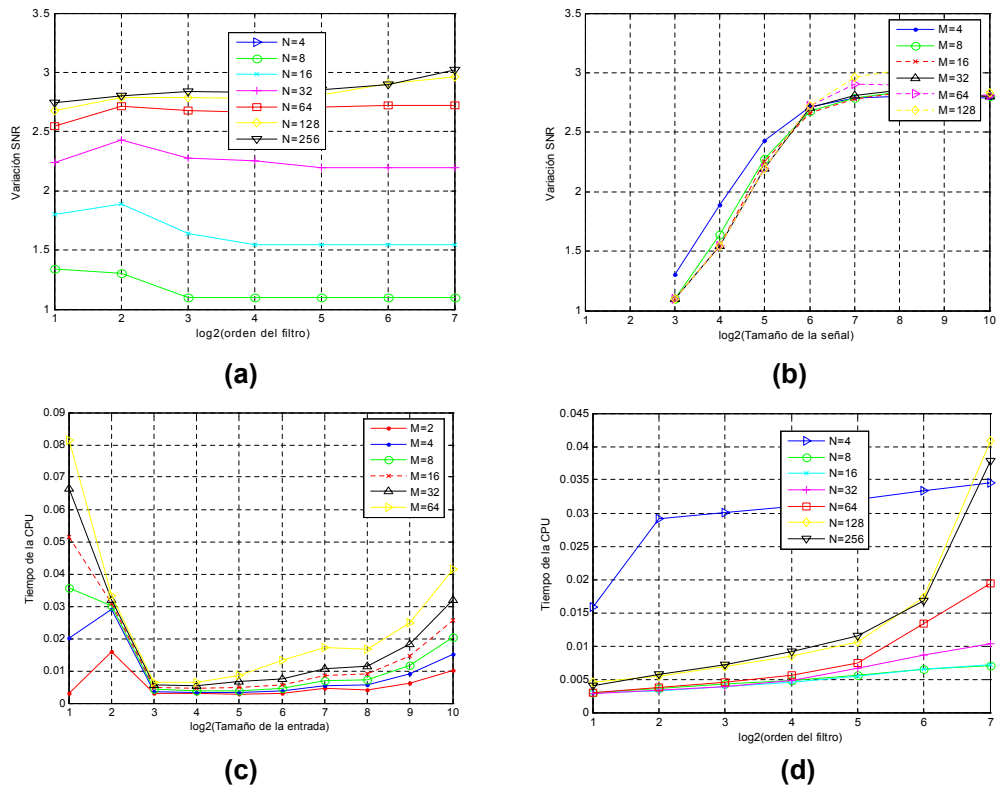 3.5
3
2.5
2
1.5
1
Variación SNR
N=4
N=8
N=16
N=32
N=64
N=128
N=256
1 2 3 4 5 6 7
log2(orden del filtro)
(a)
3.5
3
2.5
2
1.5
1
Variación SNR
M=4
M=8
M=16
M=32
M=64
M=128
1 2 3 4 5 6 7 8 9 10
log2(Tamaño de la señal)
(b)
0.09
0.08
0.07
0.06
0.05
0.04
0.03
0.02
0.01
0
Tiempo de la CPU
M=2
M=4
M=8
M=16
M=32
M=64
1 2 3 4 5 6 7 8 9 10
log2(Tamaño de la entrada)
(c)
0.045
0.04
0.035
0.03
0.025
0.02
0.015
0.01
0.005
0
Tiempo de la CPU
N=4
N=8
N=16
N=32
N=64
N=128
N=256
1 2 3 4 5 6 7
log2(orden del filtro)
(d)